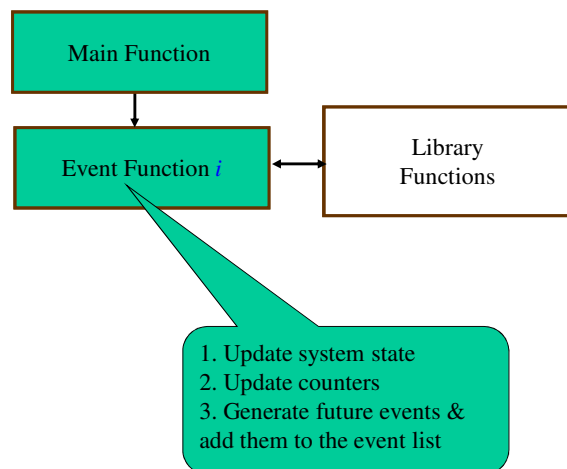 Main Function
Event Function i
Library
Functions
1. Update system state
2. Update counters
3. Generate future events &
add them to the event list